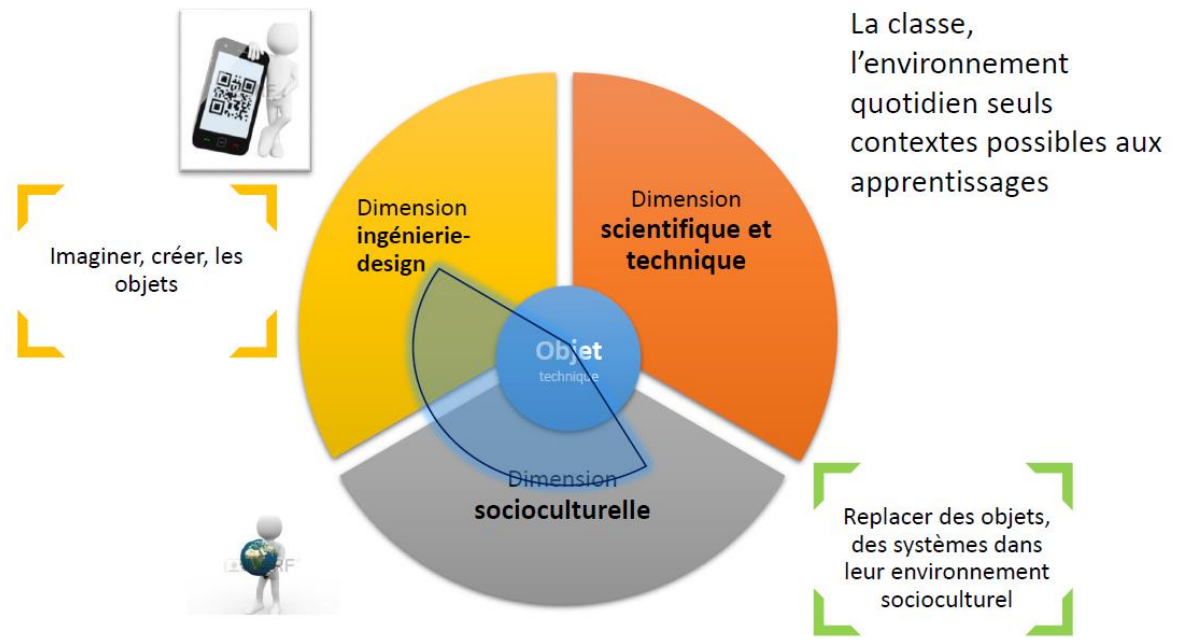 La classe,
l'environnement
quotidien seuls
contextes possibles aux
apprentissages
Dimension
ingénierie-
design
Dimension
scientifique et
technique
Imaginer, créer, les
objets
Objet
technique
Dimension
socioculturelle
Replacer des objets,
des systèmes dans
leur environnement
socioculturel